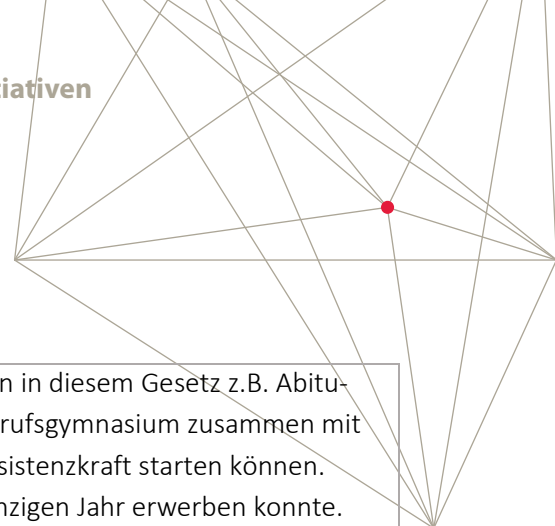 tiativen
n in diesem Gesetz z.B. Abitu-
rufsgymnasium zusammen mit
sistenzkraft starten können.
nzigen Jahr erwerben konnte.